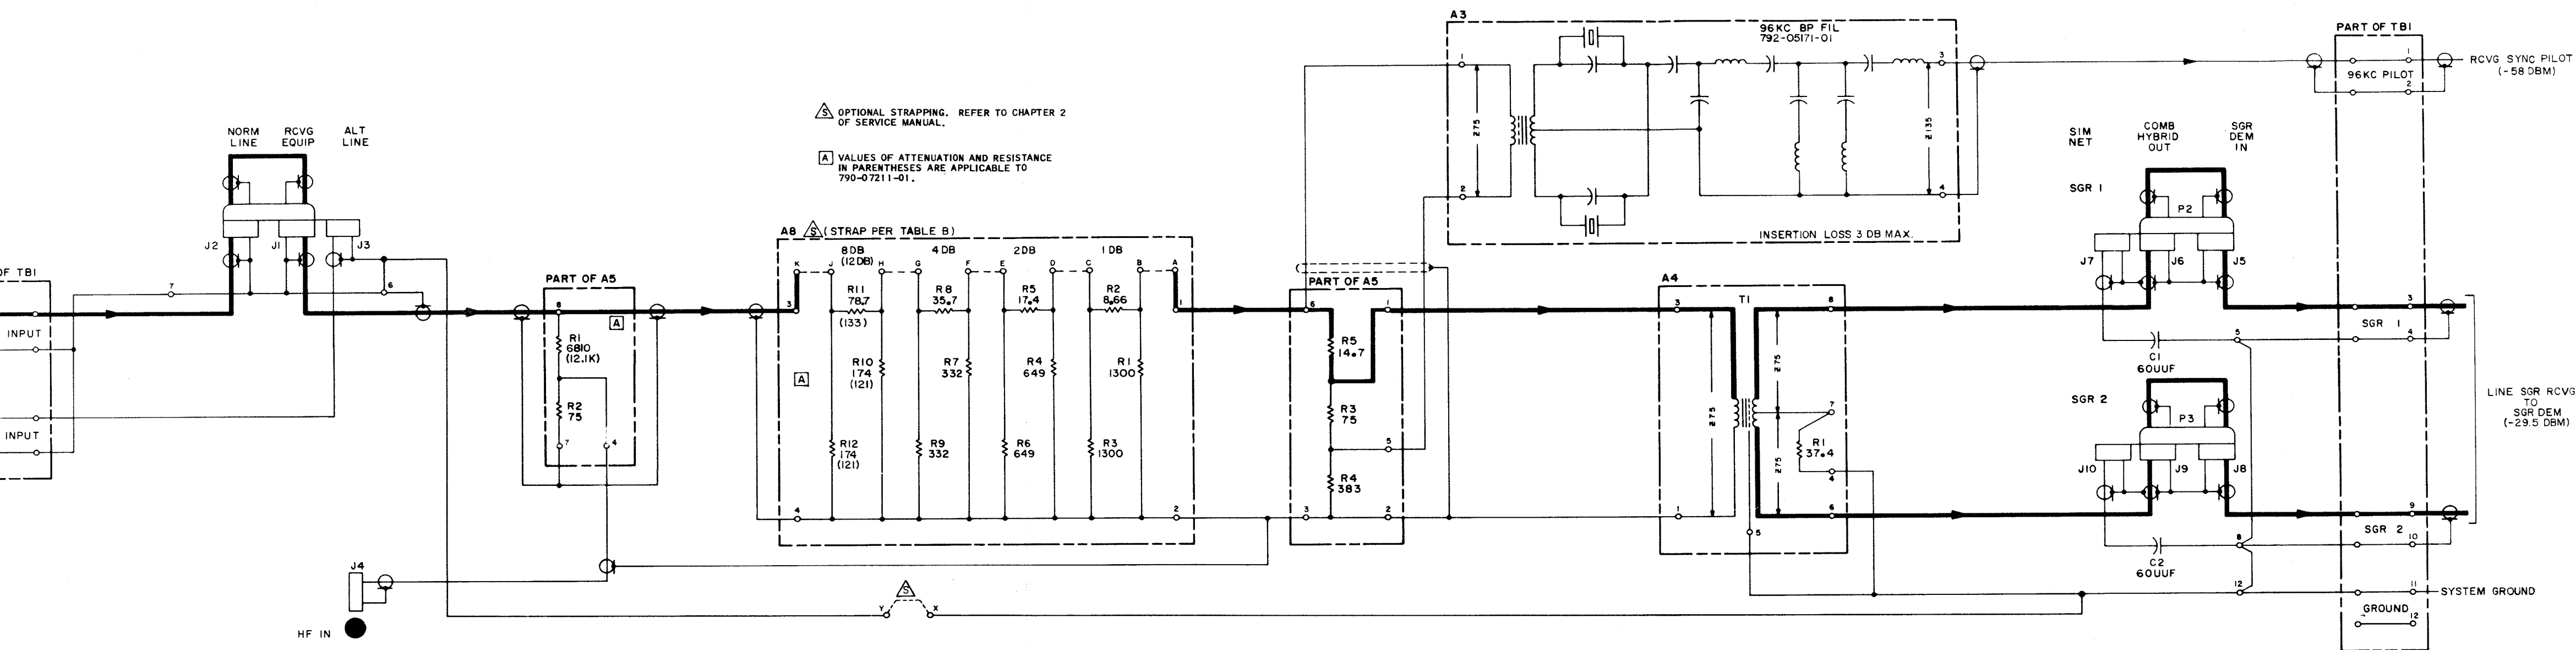 A3
96KC BP FIL
792-05171-01
PART OF TB1
1
RCVG SYNC PILOT
(-58 DBM)
96KC PILOT
2
1
3
Z75
Z135
2
4
INSERTION LOSS 3 DB MAX.
S OPTIONAL STRAPPING. REFER TO CHAPTER 2
OF SERVICE MANUAL.
A VALUES OF ATTENUATION AND RESISTANCE
IN PARENTHESES ARE APPLICABLE TO
790-07211-01.
NORM
LINE
RCVG
EQUIP
ALT
LINE
J2
J1
J3
7
6
OF TB1
INPUT
INPUT
PART OF A5
8
A
R1
6810
(12.1K)
R2
75
7
4
A8 S (STRAP PER TABLE B)
8DB
(12DB)
4DB
2DB
1DB
K
J
H
G
F
E
D
C
B
A
3
1
R11
78.7
(133)
R8
35.7
R5
17.4
R2
8.66
A
R10
174
(121)
R7
332
R4
649
R1
1300
R12
174
(121)
R9
332
R6
649
R3
1300
4
2
PART OF A5
6
1
R5
14.7
R3
75
5
R4
383
3
2
A4
T1
3
8
Z75
Z75
Z75
7
R1
37.4
4
1
6
5
SIM
NET
COMB
HYBRID
OUT
SGR
DEM
IN
SGR 1
P2
J7
J6
J5
C1
60UUF
5
3
SGR 1
4
SGR 2
P3
J10
J9
J8
C2
60UUF
8
9
SGR 2
10
LINE SGR RCVG
TO
SGR DEM
(-29.5 DBM)
12
11
SYSTEM GROUND
GROUND
12
J4
HF IN
S
Y
X